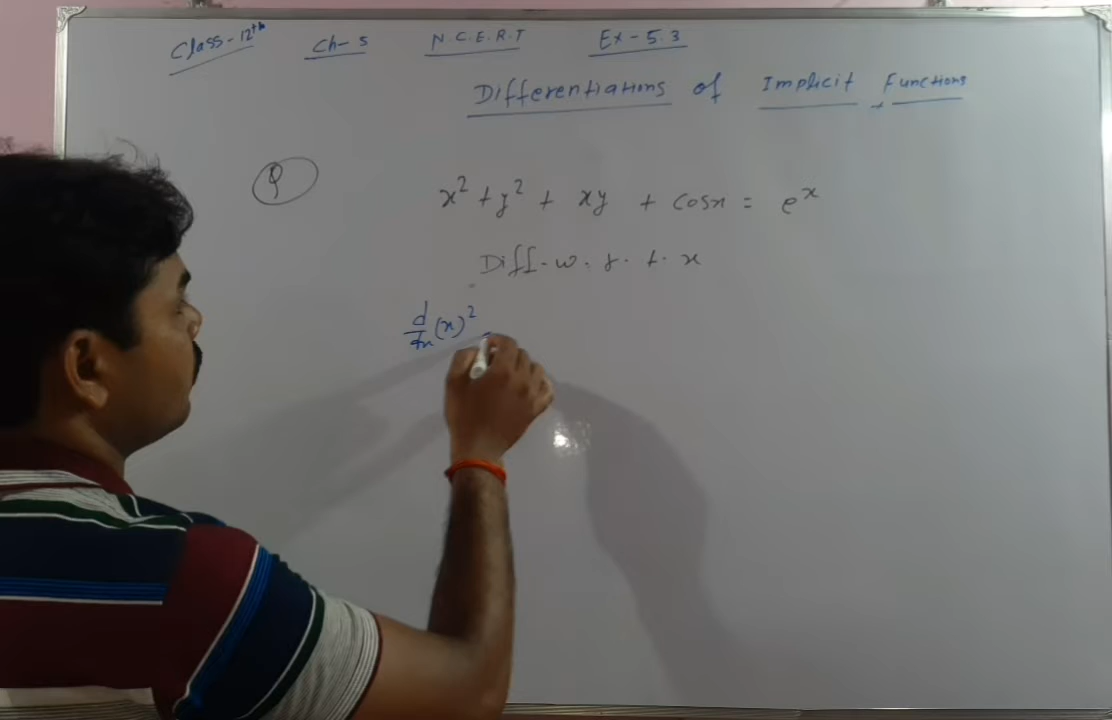 Class-12th Ch-5 N.C.E.R.T Ex-5.3
Differentiations of Implicit Functions
Q x² + y² + xy + cosx = eˣ
Diff. w. r. t. x
d/dx (x)²